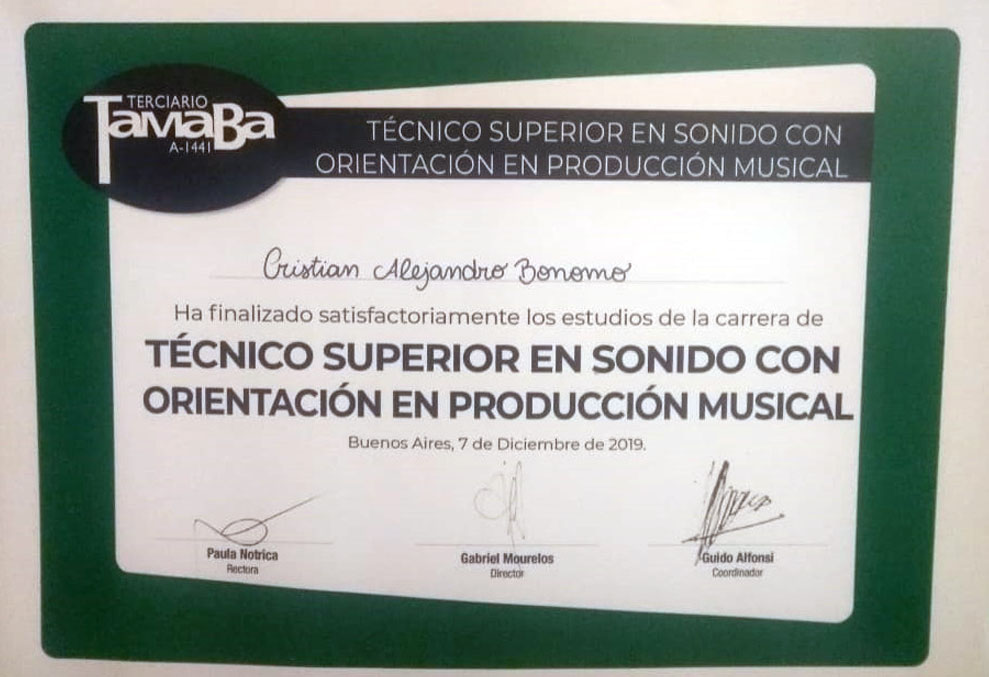 TERCIARIO
TAMABA
A-1441
TÉCNICO SUPERIOR EN SONIDO CON
ORIENTACIÓN EN PRODUCCIÓN MUSICAL
Cristian Alejandro Bonomo
Ha finalizado satisfactoriamente los estudios de la carrera de
TÉCNICO SUPERIOR EN SONIDO CON
ORIENTACIÓN EN PRODUCCIÓN MUSICAL
Buenos Aires, 7 de Diciembre de 2019.
Paula Notrica
Rectora
Gabriel Mourelos
Director
Guido Alfonsi
Coordinador